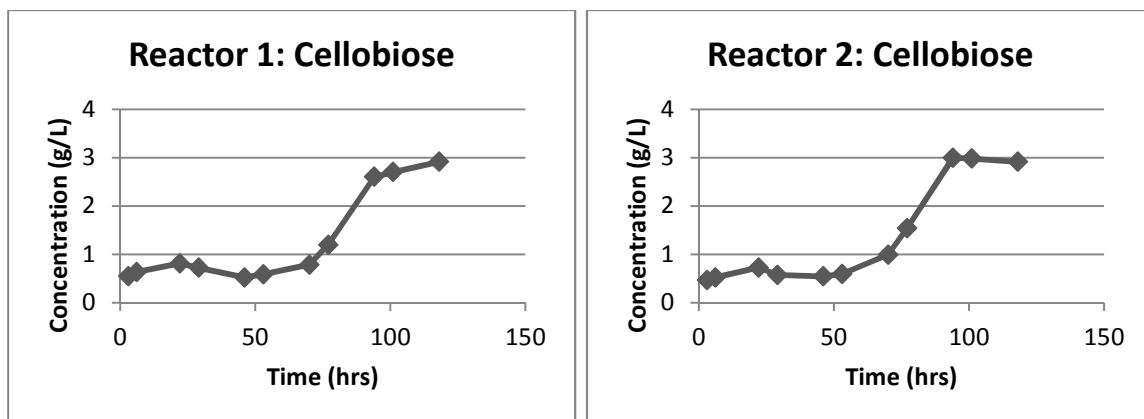 Reactor 1: Cellobiose
Concentration (g/L)
4
3
2
1
0
0 50 100 150
Time (hrs)
Reactor 2: Cellobiose
Concentration (g/L)
4
3
2
1
0
0 50 100 150
Time (hrs)